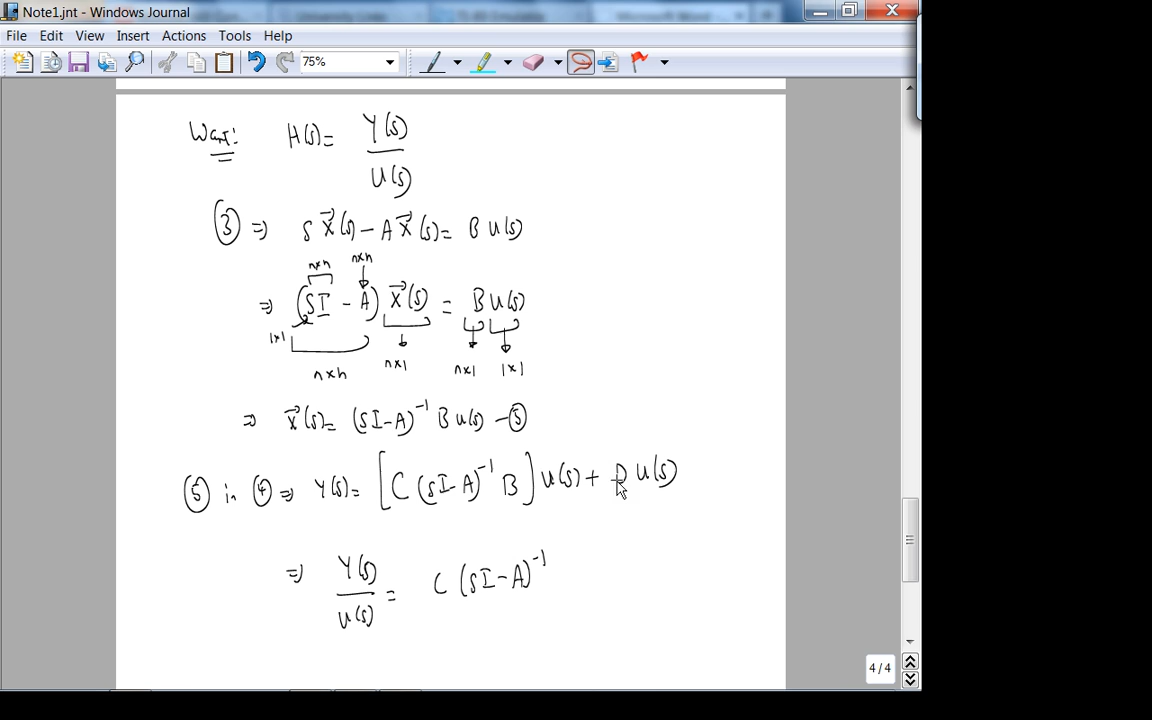 Note1.jnt - Windows Journal
File Edit View Insert Actions Tools Help
75%
Want: H(s) = Y(s) / U(s)
③ ⇒ S X⃗(s) - A X⃗(s) = B U(s)
n×n n×n
⇒ (SI - A) X⃗(s) = B U(s)
1×1
n×n n×1 n×1 1×1
⇒ X⃗(s) = (SI-A)⁻¹ B U(s) - ⑤
⑤ in ④ ⇒ Y(s) = [C (SI-A)⁻¹ B] U(s) + D U(s)
⇒ Y(s) / U(s) = C (SI-A)⁻¹
4 / 4